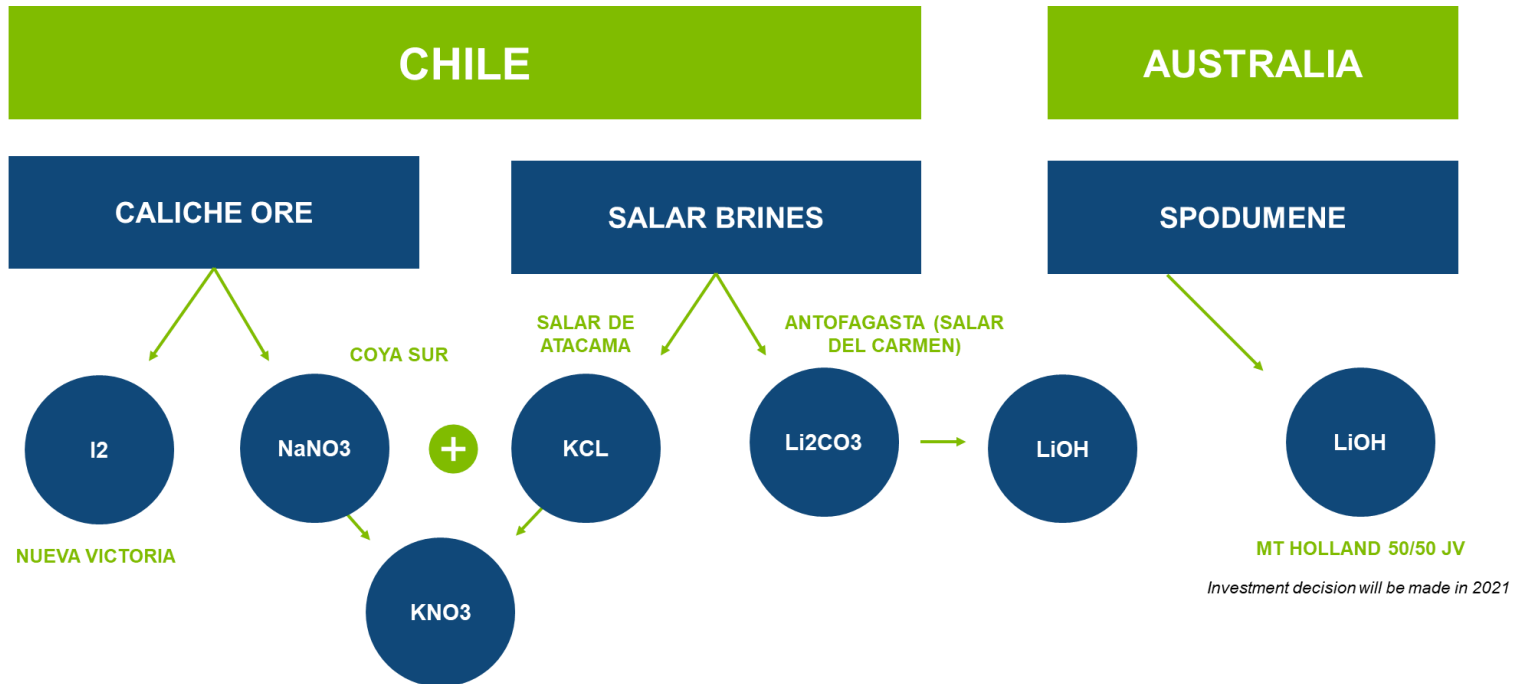 CHILE
AUSTRALIA
CALICHE ORE
SALAR BRINES
SPODUMENE
SALAR DE
ATACAMA
ANTOFAGASTA (SALAR
DEL CARMEN)
COYA SUR
I2
NaNO3
+
KCL
Li2CO3
LiOH
LiOH
NUEVA VICTORIA
MT HOLLAND 50/50 JV
Investment decision will be made in 2021
KNO3